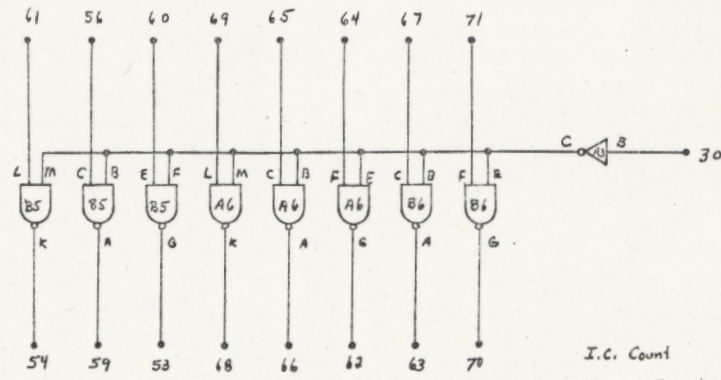 61 56 60 69 65 64 67 71
C B 30
L M C B E F L M C B F E C B F E
B5 B5 B5 A6 A6 A6 B6 B6
K A G K A G A G
54 59 53 68 66 62 63 70
I.C. Count